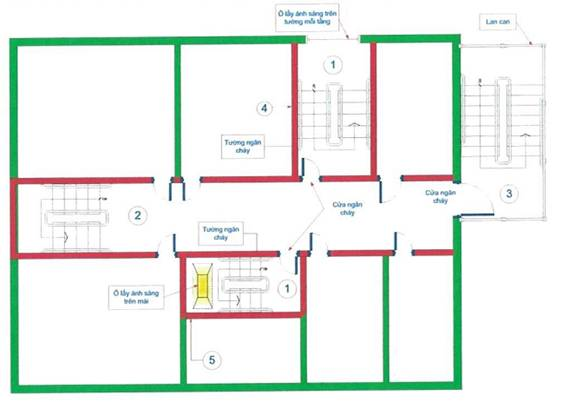 Ô lấy ánh sáng trên
tường mỗi tầng
Lan can
1
4
Tường ngăn
cháy
3
2
Cửa ngăn
cháy
Cửa ngăn
cháy
Tường ngăn
cháy
Ô lấy ánh sáng
trên mái
1
5